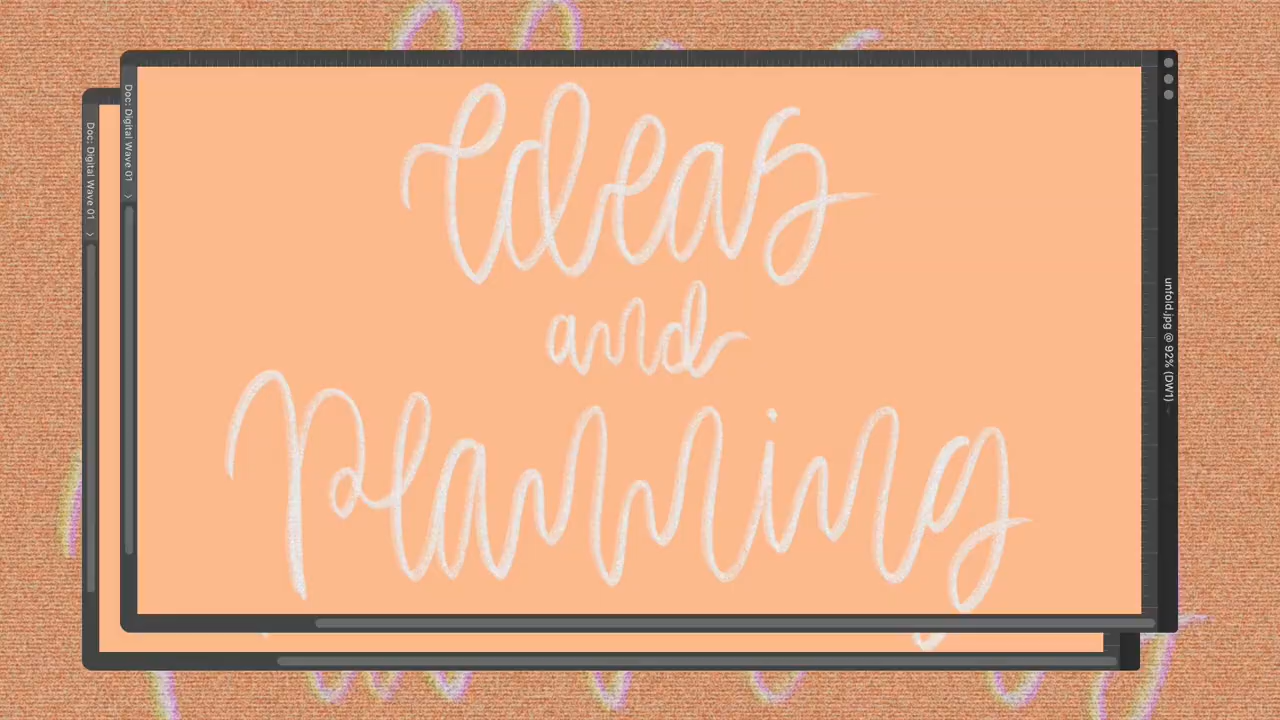 Ideas
and
Planning
Doc: Digital Wave 01
Doc: Digital Wave 01
unfold.jpg @ 92% (DW1)